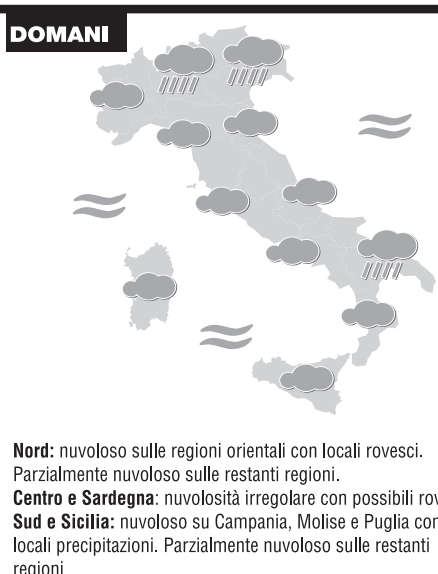 DOMANI
Nord: nuvoloso sulle regioni orientali con locali rovesci.
Parzialmente nuvoloso sulle restanti regioni.
Centro e Sardegna: nuvolosità irregolare con possibili
Sud e Sicilia: nuvoloso su Campania, Molise e Puglia con
locali precipitazioni. Parzialmente nuvoloso sulle restanti
regioni